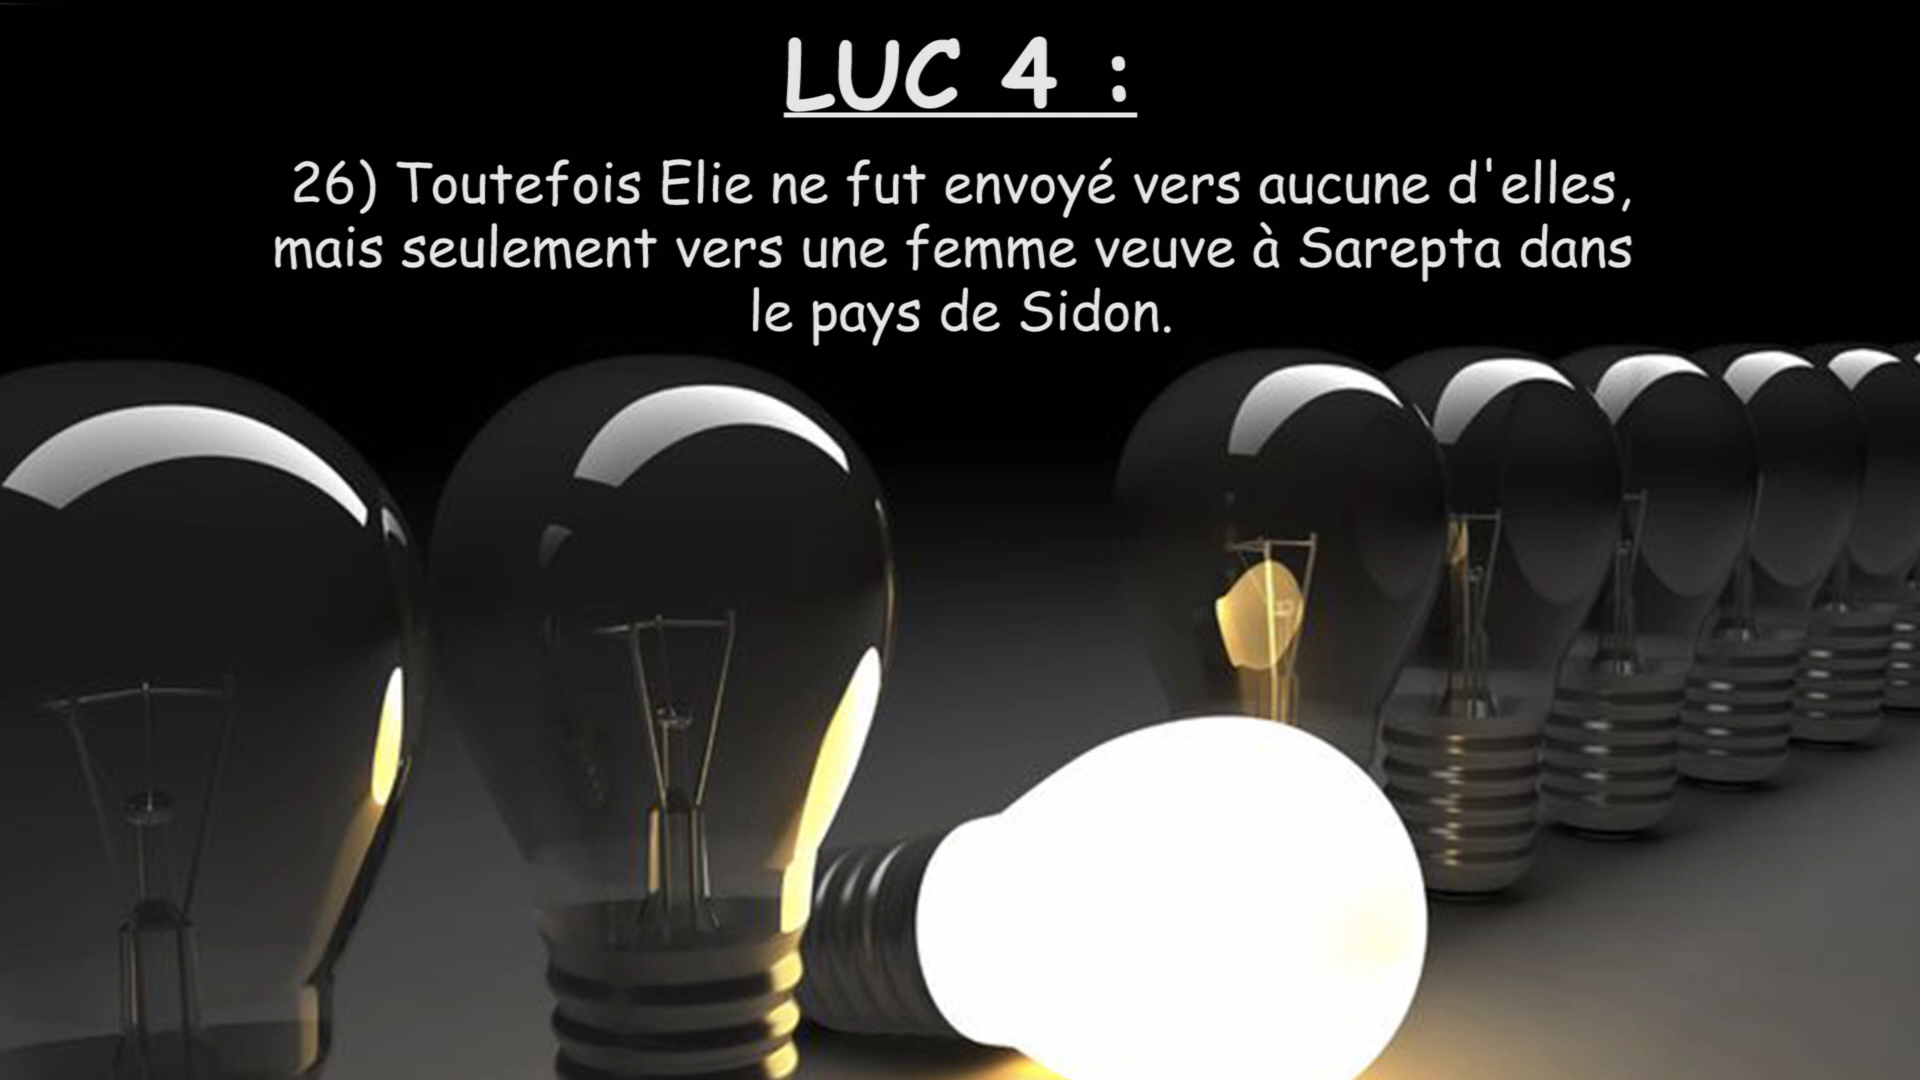 LUC 4 :
26) Toutefois Elie ne fut envoyé vers aucune d'elles,
mais seulement vers une femme veuve à Sarepta dans
le pays de Sidon.